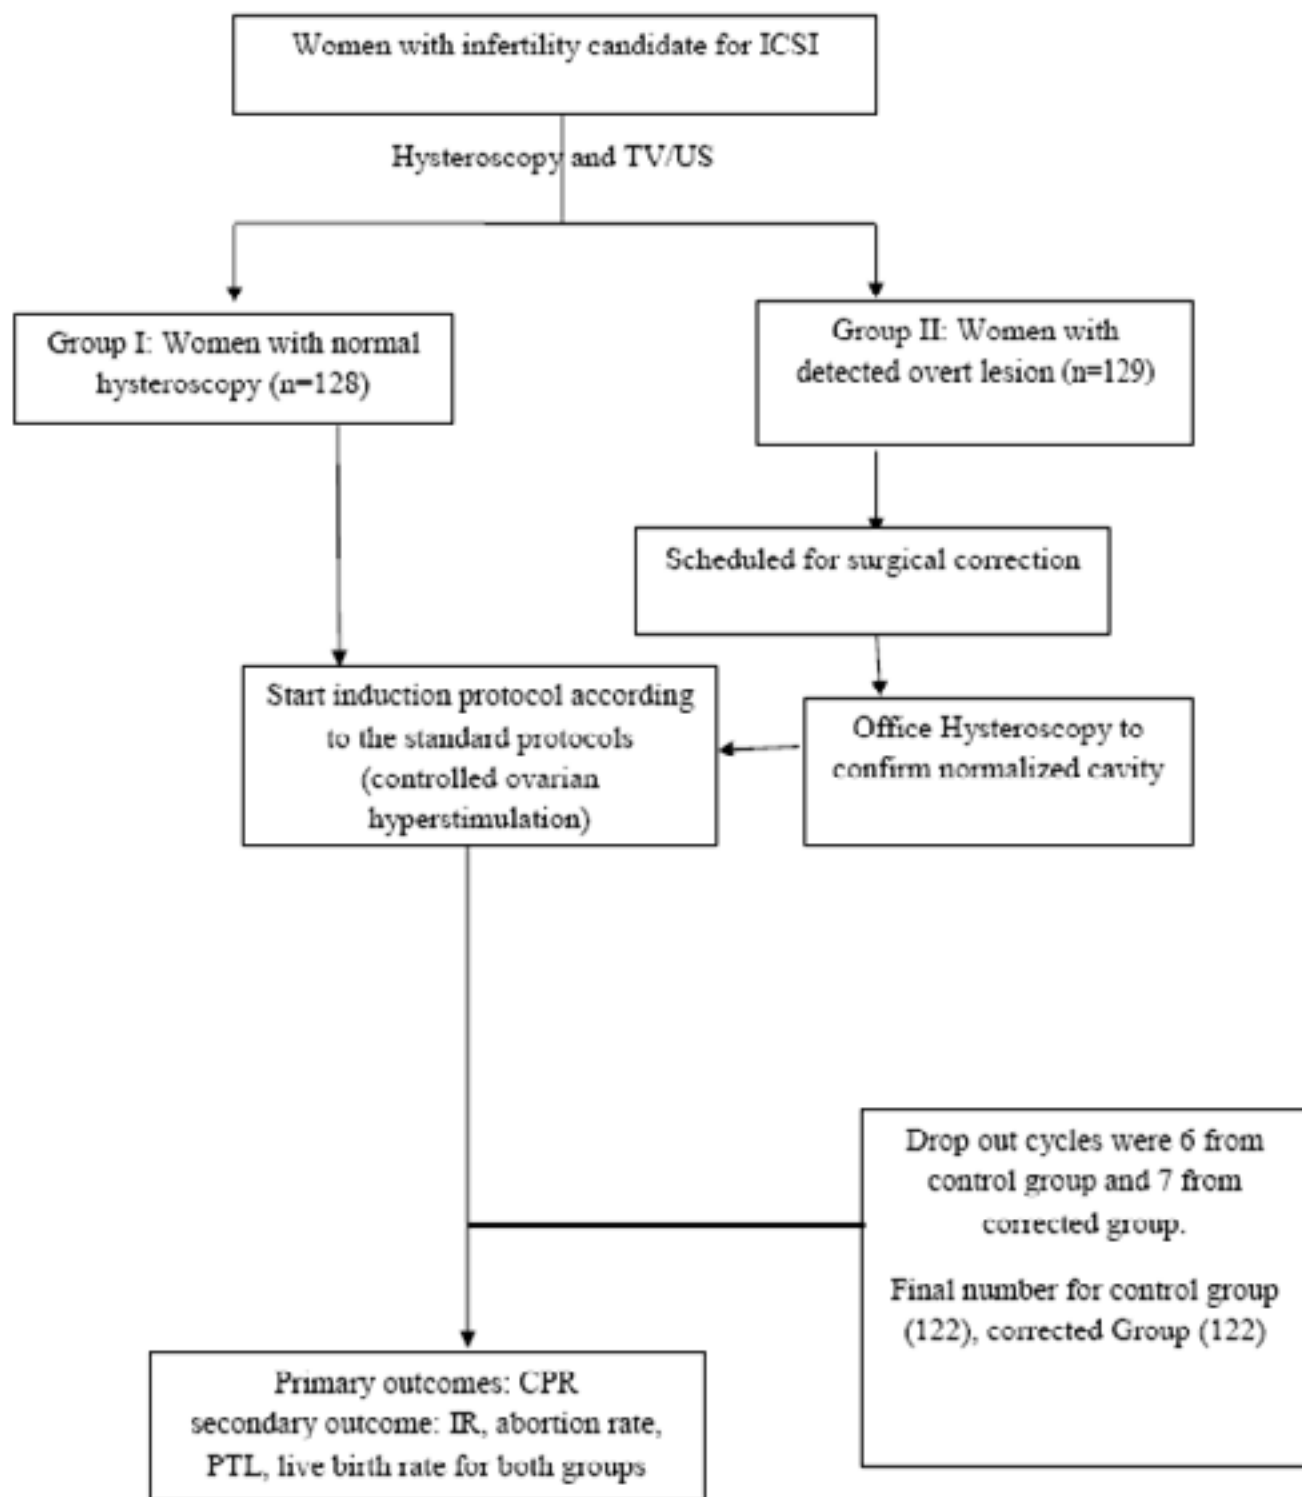 Women with infertility candidate for ICSI
Hysteroscopy and TV/US
Group I: Women with normal
hysteroscopy (n=128)
Group II: Women with
detected overt lesion (n=129)
Scheduled for surgical correction
Start induction protocol according
to the standard protocols
(controlled ovarian
hyperstimulation)
Office Hysteroscopy to
confirm normalized cavity
Drop out cycles were 6 from
control group and 7 from
corrected group.
Final number for control group
(122), corrected Group (122)
Primary outcomes: CPR
secondary outcome: IR, abortion rate,
PTL, live birth rate for both groups